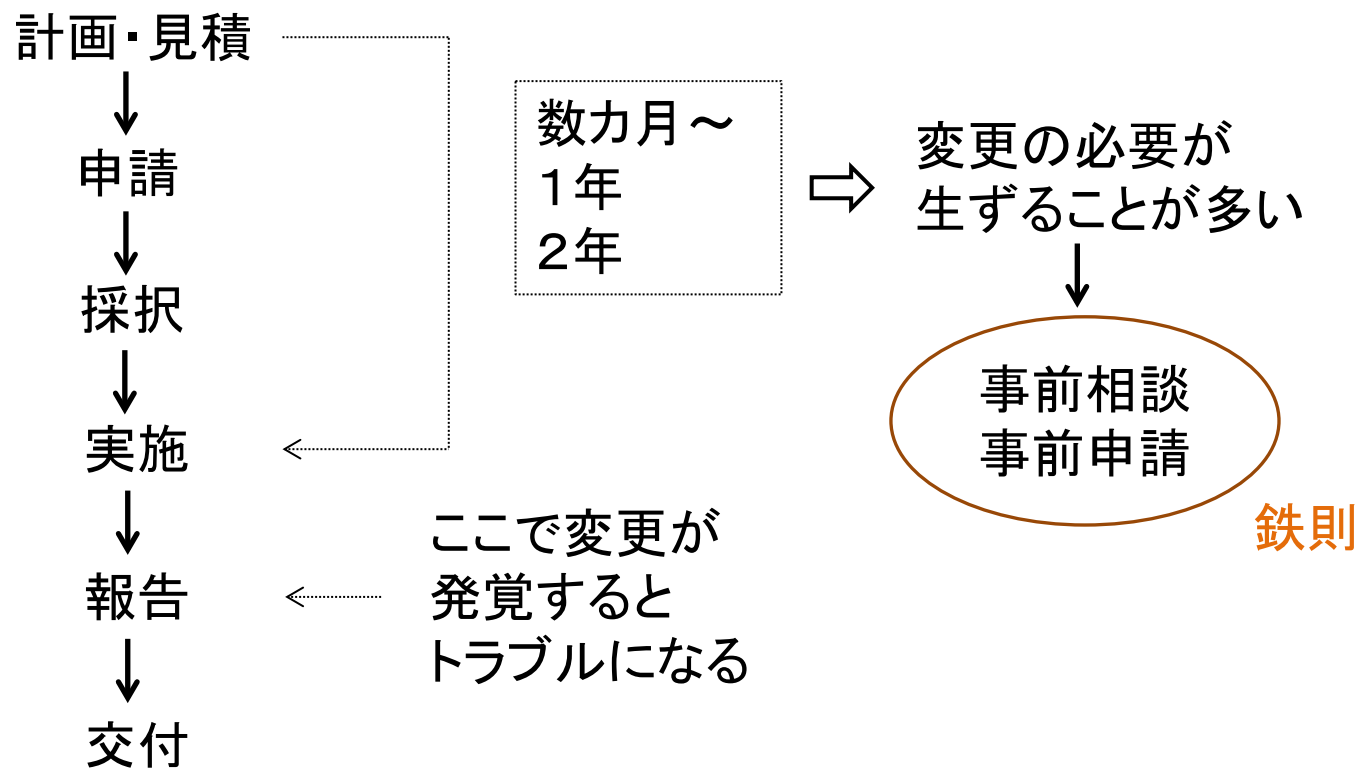 計画・見積
申請
採択
実施
報告
交付
数カ月～
１年
２年
変更の必要が
生ずることが多い
事前相談
事前申請
鉄則
ここで変更が
発覚すると
トラブルになる